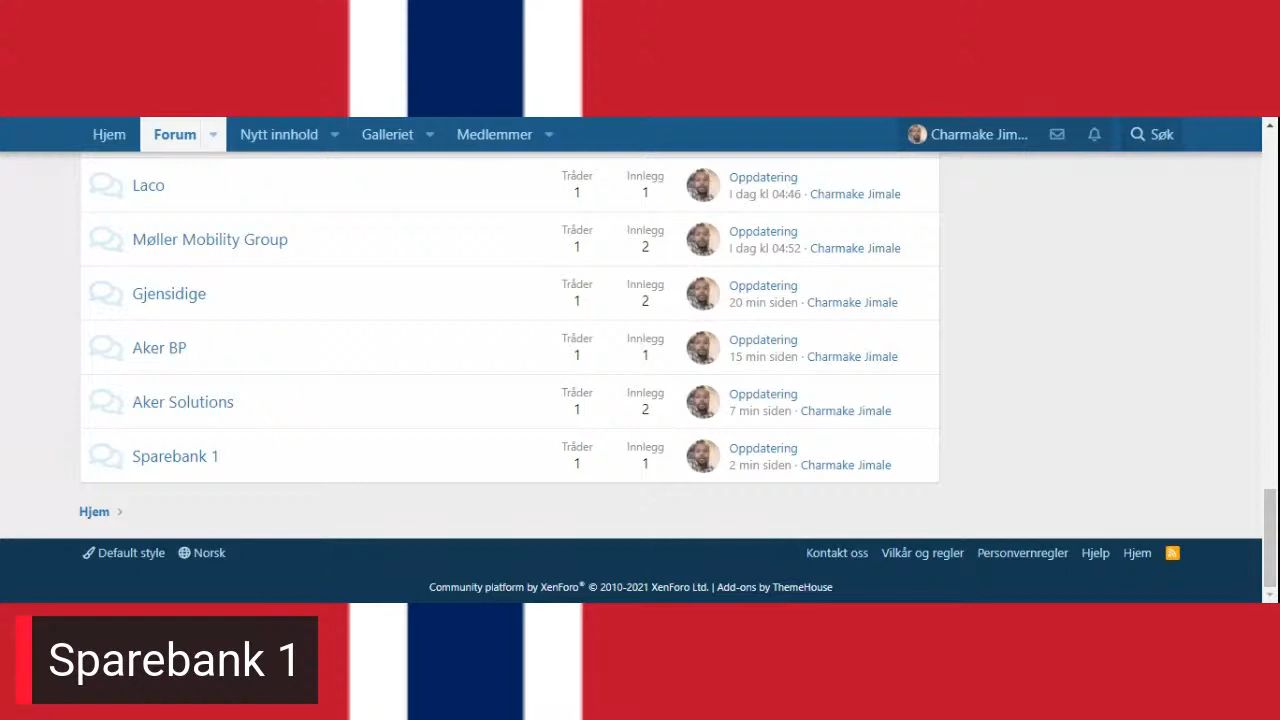 Hjem Forum Nytt innhold Galleriet Medlemmer Charmake Jim... Søk
Laco Tråder 1 Innlegg 1 Oppdatering
I dag kl 04:46 · Charmake Jimale
Møller Mobility Group Tråder 1 Innlegg 2 Oppdatering
I dag kl 04:52 · Charmake Jimale
Gjensidige Tråder 1 Innlegg 2 Oppdatering
20 min siden · Charmake Jimale
Aker BP Tråder 1 Innlegg 1 Oppdatering
15 min siden · Charmake Jimale
Aker Solutions Tråder 1 Innlegg 2 Oppdatering
7 min siden · Charmake Jimale
Sparebank 1 Tråder 1 Innlegg 1 Oppdatering
2 min siden · Charmake Jimale
Hjem
Default style Norsk Kontakt oss Vilkår og regler Personvernregler Hjelp Hjem
Community platform by XenForo® © 2010-2021 XenForo Ltd. | Add-ons by ThemeHouse
Sparebank 1